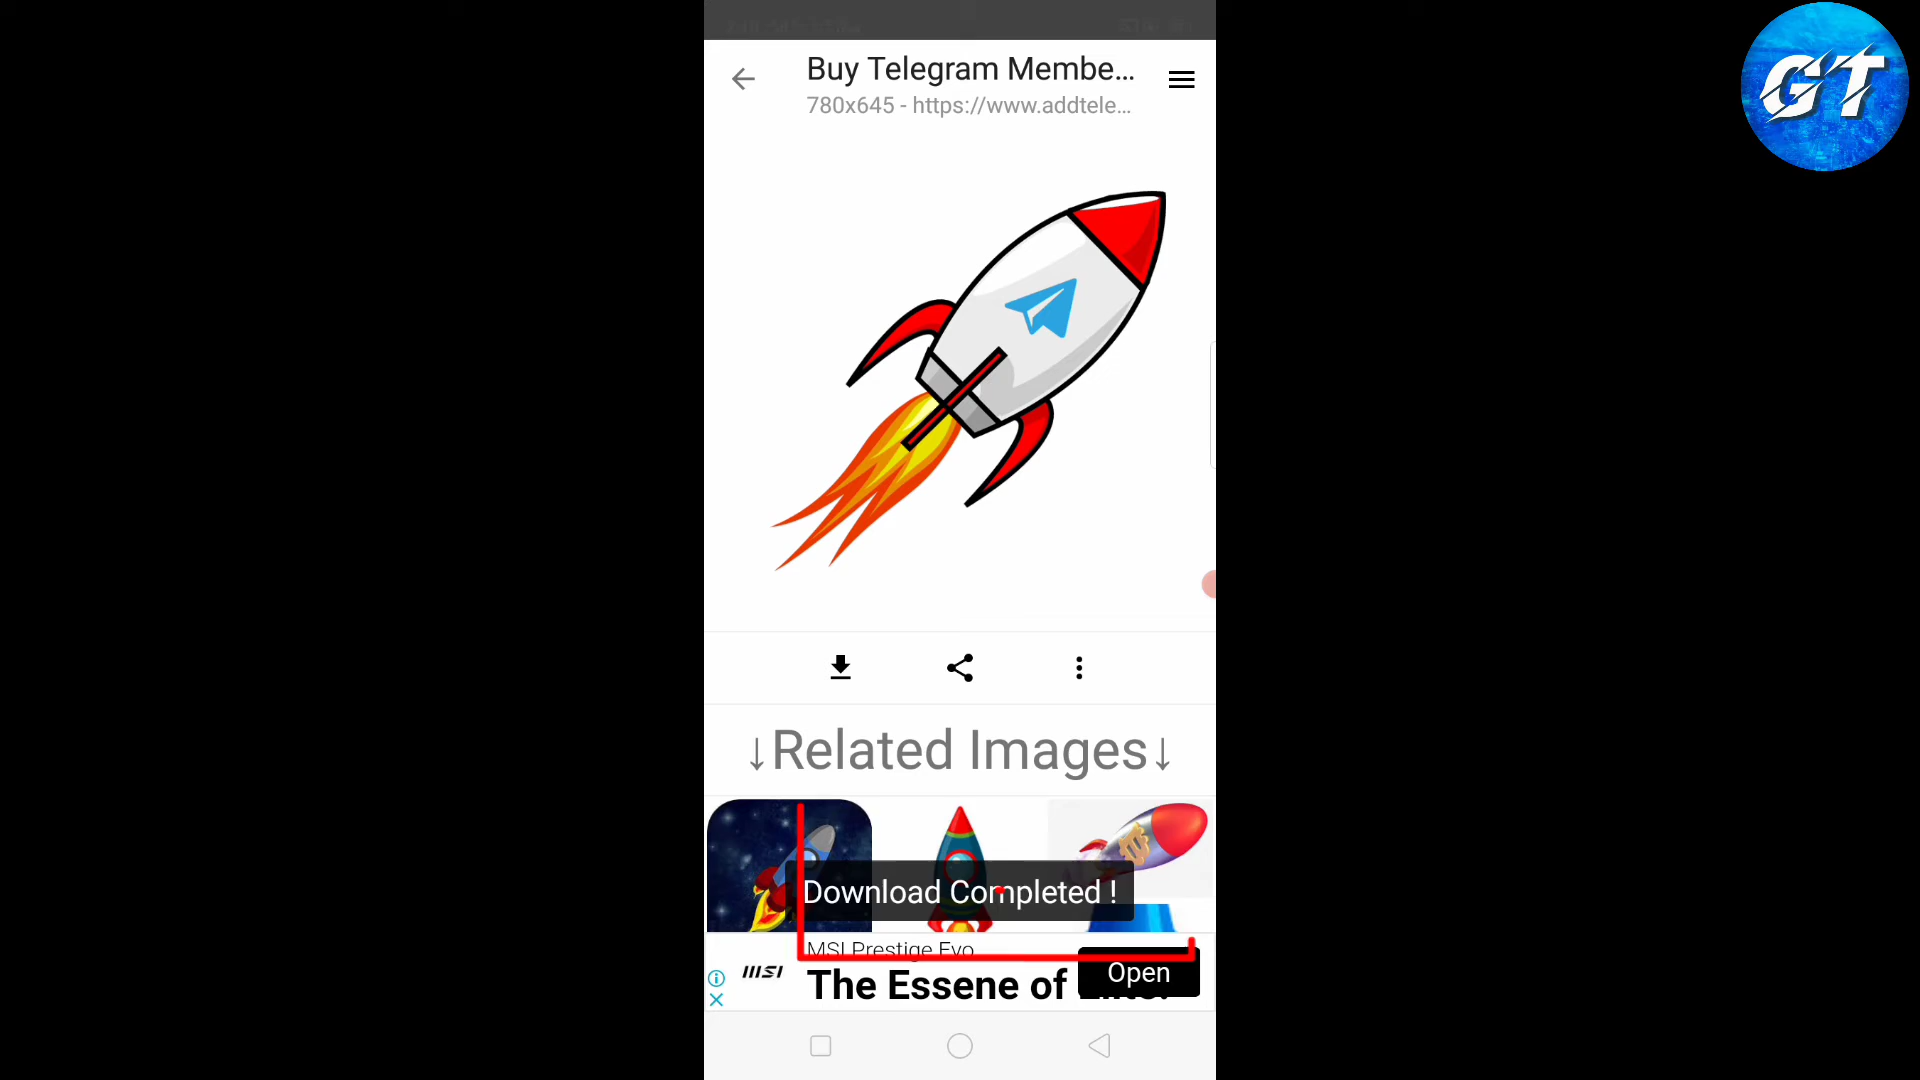 GT
Buy Telegram Membe...
780x645 - https://www.addtele...
↓Related Images↓
Download Completed !
MSI Prestige Evo
msi
The Essene of
Open